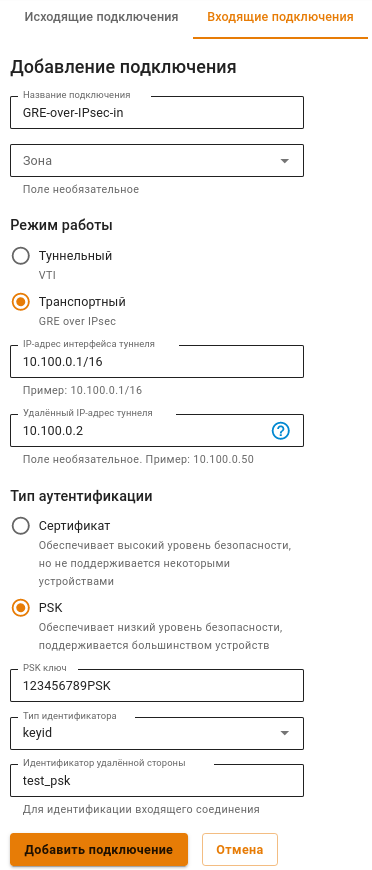 Исходящие подключения
Входящие подключения
Добавление подключения
Название подключения
GRE-over-IPsec-in
Зона
Поле необязательное
Режим работы
Туннельный
VTI
Транспортный
GRE over IPsec
IP-адрес интерфейса туннеля
10.100.0.1/16
Пример: 10.100.0.1/16
Удалённый IP-адрес туннеля
10.100.0.2
Поле необязательное. Пример: 10.100.0.50
Тип аутентификации
Сертификат
Обеспечивает высокий уровень безопасности,
но не поддерживается некоторыми
устройствами
PSK
Обеспечивает низкий уровень безопасности,
поддерживается большинством устройств
PSK ключ
123456789PSK
Тип идентификатора
keyid
Идентификатор удалённой стороны
test_psk
Для идентификации входящего соединения
Добавить подключение
Отмена